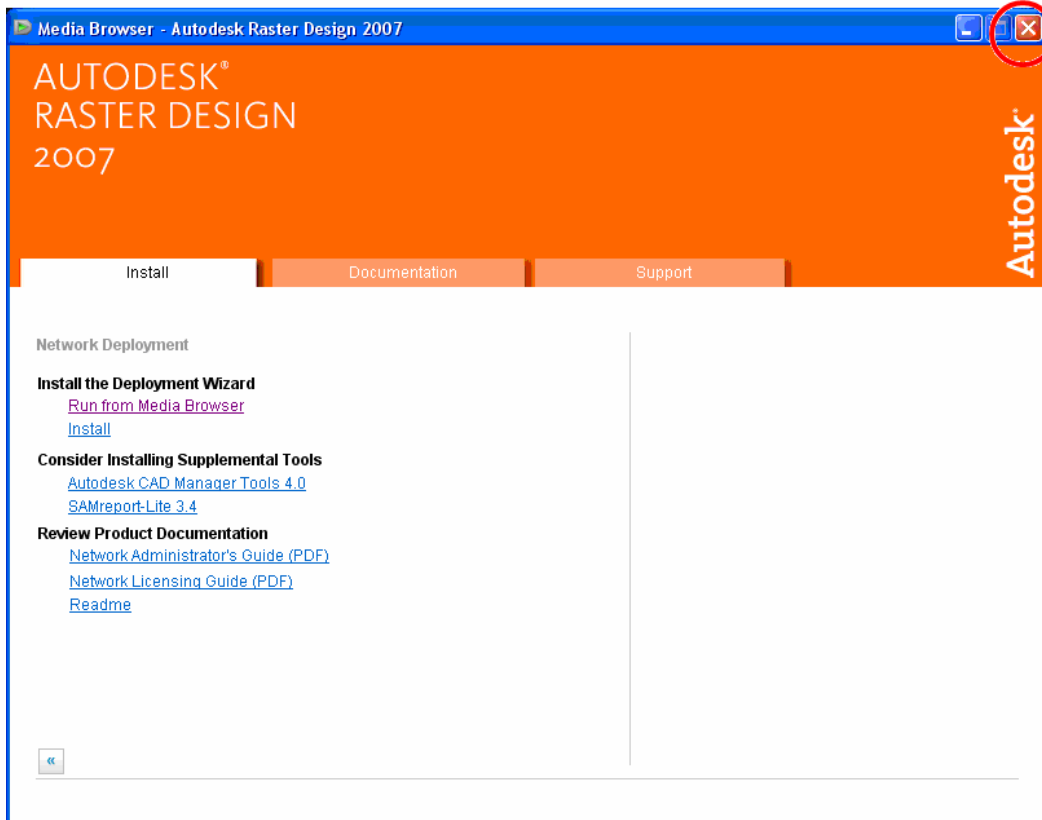 Media Browser - Autodesk Raster Design 2007
AUTODESK®
RASTER DESIGN
2007
Autodesk®
Install
Documentation
Support
Network Deployment
Install the Deployment Wizard
Run from Media Browser
Install
Consider Installing Supplemental Tools
Autodesk CAD Manager Tools 4.0
SAMreport-Lite 3.4
Review Product Documentation
Network Administrator's Guide (PDF)
Network Licensing Guide (PDF)
Readme
«